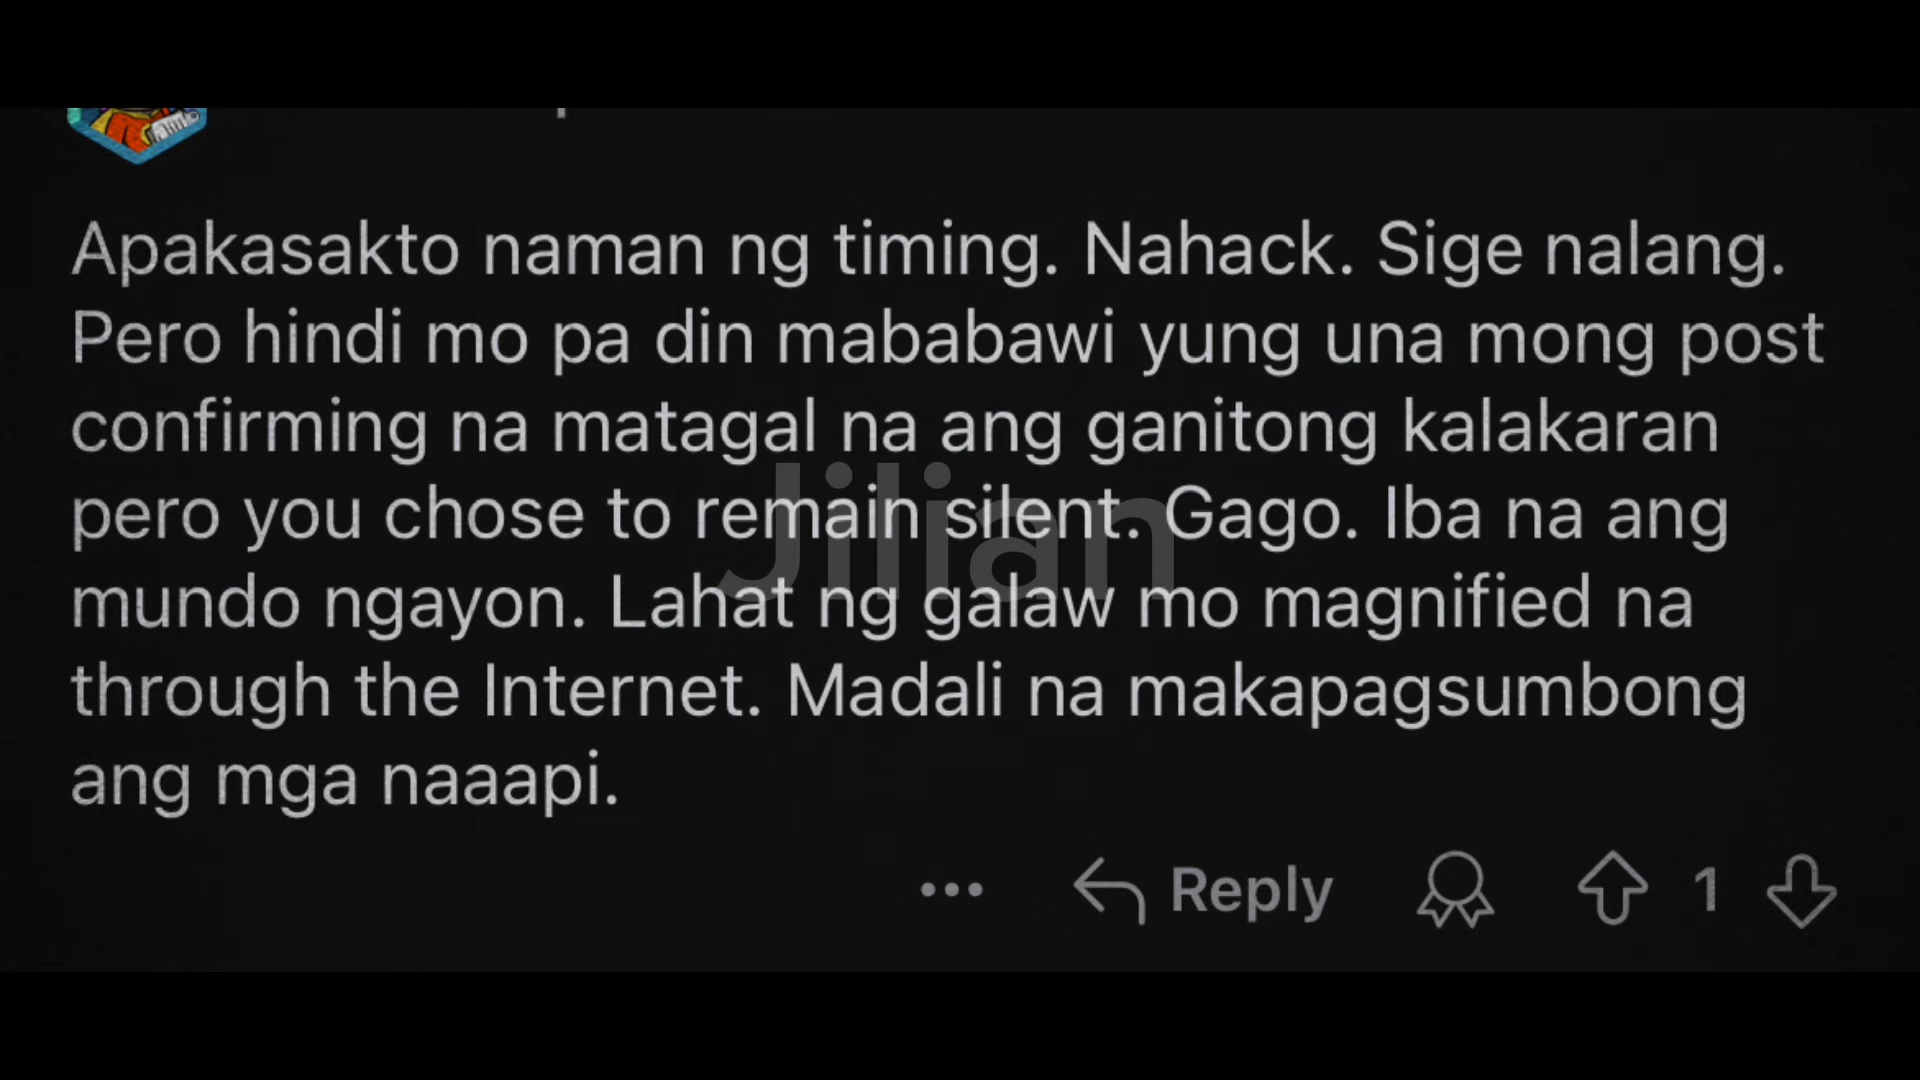 Apakasakto naman ng timing. Nahack. Sige nalang.
Pero hindi mo pa din mababawi yung una mong post
confirming na matagal na ang ganitong kalakaran
pero you chose to remain silent. Gago. Iba na ang
Jilian
mundo ngayon. Lahat ng galaw mo magnified na
through the Internet. Madali na makapagsumbong
ang mga naaapi.
Reply
1